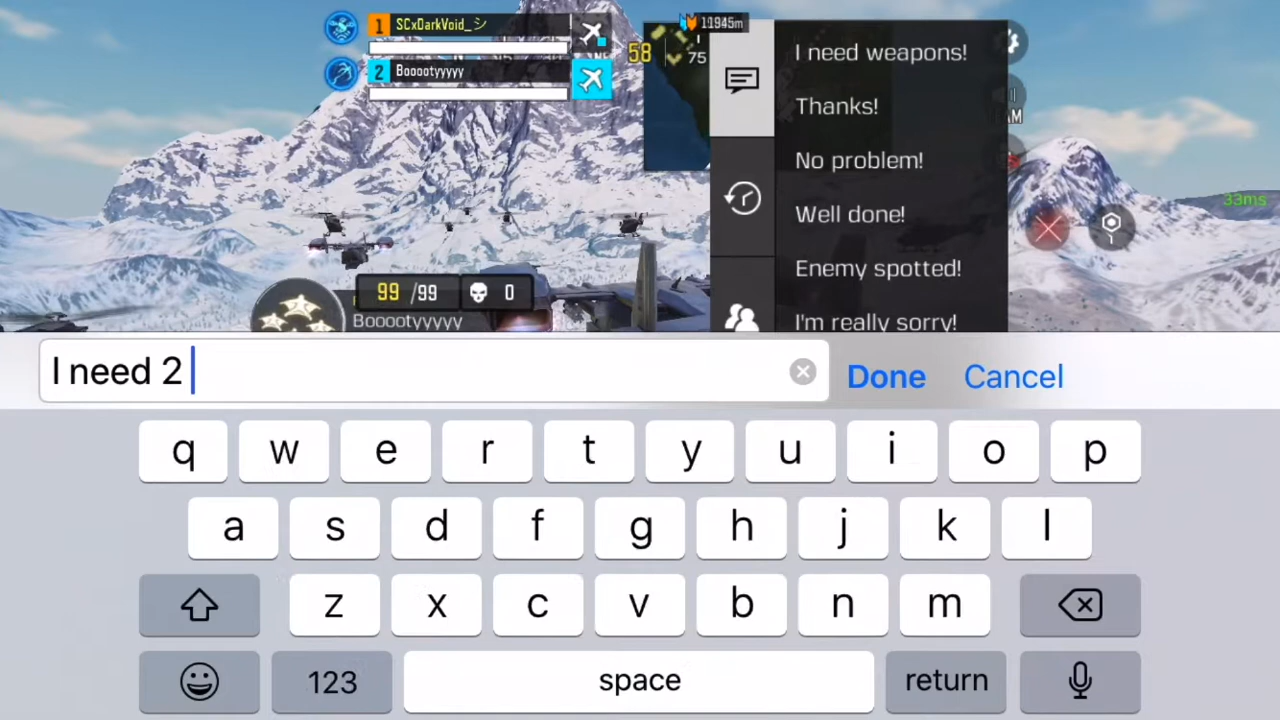 1 SCxDarkVoid_シ
2 Booootyyyyy
58
75
11945m
I need weapons!
Thanks!
No problem!
Well done!
Enemy spotted!
I'm really sorry!
33ms
99 /99 0
Booootyyyyy
I need 2
Done Cancel
q w e r t y u i o p
a s d f g h j k l
z x c v b n m
123 space return